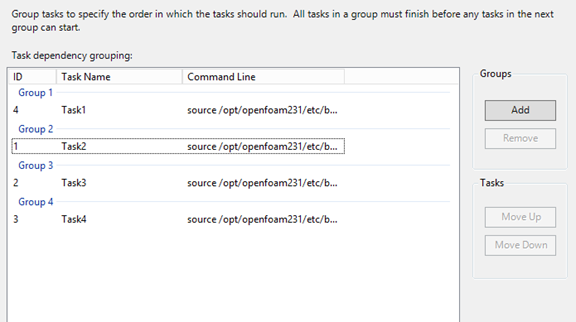 Group tasks to specify the order in which the tasks should run. All tasks in a group must finish before any tasks in the next
group can start.
Task dependency grouping:
ID Task Name Command Line
Group 1
4 Task1 source /opt/openfoam231/etc/b...
Group 2
1 Task2 source /opt/openfoam231/etc/b...
Group 3
2 Task3 source /opt/openfoam231/etc/b...
Group 4
3 Task4 source /opt/openfoam231/etc/b...
Groups
Add
Remove
Tasks
Move Up
Move Down